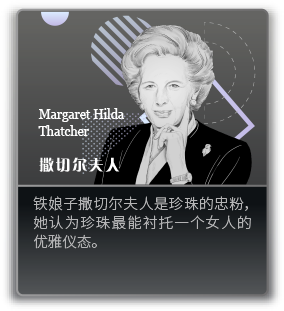 Margaret Hilda
Thatcher
撒切尔夫人
铁娘子撒切尔夫人是珍珠的忠粉，
她认为珍珠最能衬托一个女人的
优雅仪态。